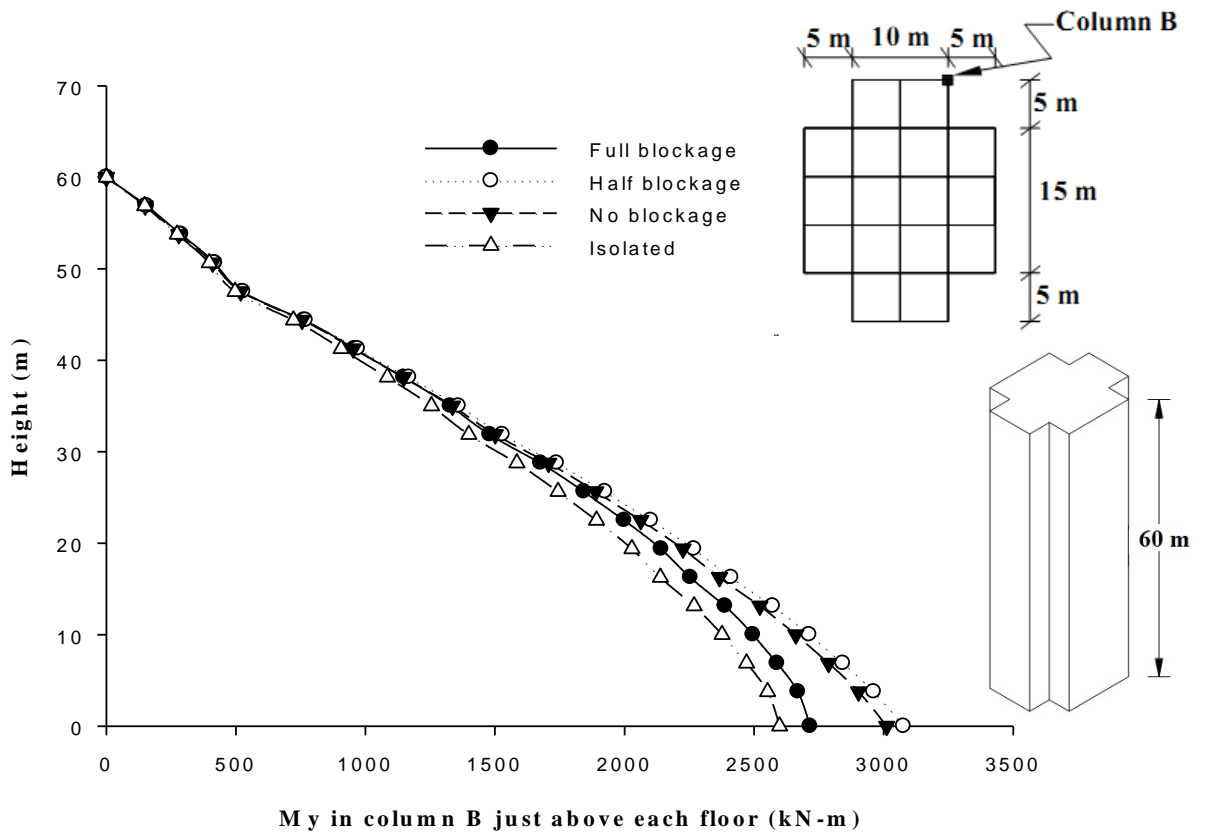 Column B
5 m 10 m 5 m
5 m
15 m
5 m
60 m
Full blockage
Half blockage
No blockage
Isolated
Height (m)
70
60
50
40
30
20
10
0
0 500 1000 1500 2000 2500 3000 3500
My in column B just above each floor (kN-m)